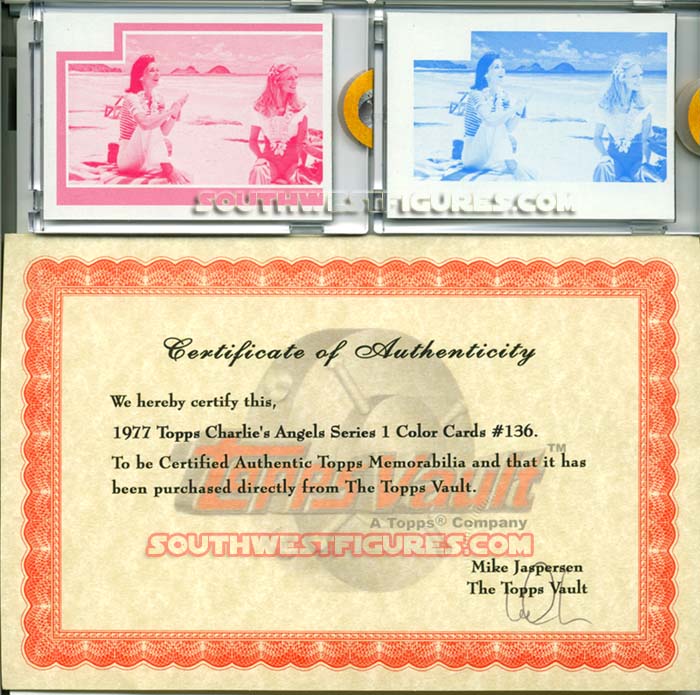 SOUTHWESTFIGURES.COM
Certificate of Authenticity
We hereby certify this,
1977 Topps Charlie's Angels Series 1 Color Cards #136.
To be Certified Authentic Topps Memorabilia and that it has
been purchased directly from The Topps Vault.
Topps Vault™
A Topps® Company
SOUTHWESTFIGURES.COM
Mike Jaspersen
The Topps Vault